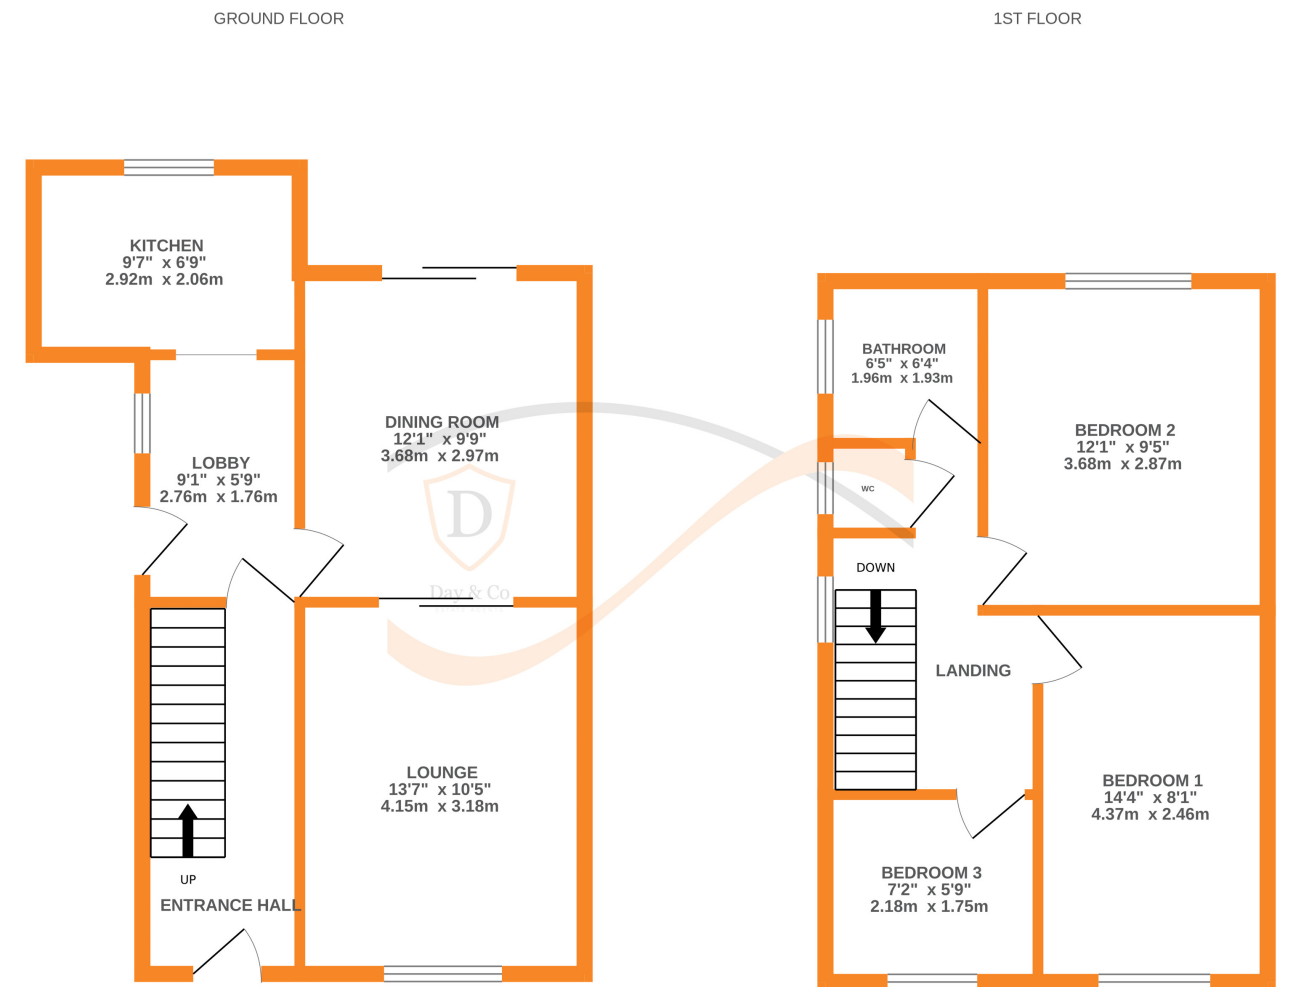 GROUND FLOOR
1ST FLOOR
KITCHEN
9'7" x 6'9"
2.92m x 2.06m
DINING ROOM
12'1" x 9'9"
3.68m x 2.97m
LOBBY
9'1" x 5'9"
2.76m x 1.76m
D
Day & Co
LOUNGE
13'7" x 10'5"
4.15m x 3.18m
UP
ENTRANCE HALL
BATHROOM
6'5" x 6'4"
1.96m x 1.93m
BEDROOM 2
12'1" x 9'5"
3.68m x 2.87m
WC
DOWN
LANDING
BEDROOM 1
14'4" x 8'1"
4.37m x 2.46m
BEDROOM 3
7'2" x 5'9"
2.18m x 1.75m